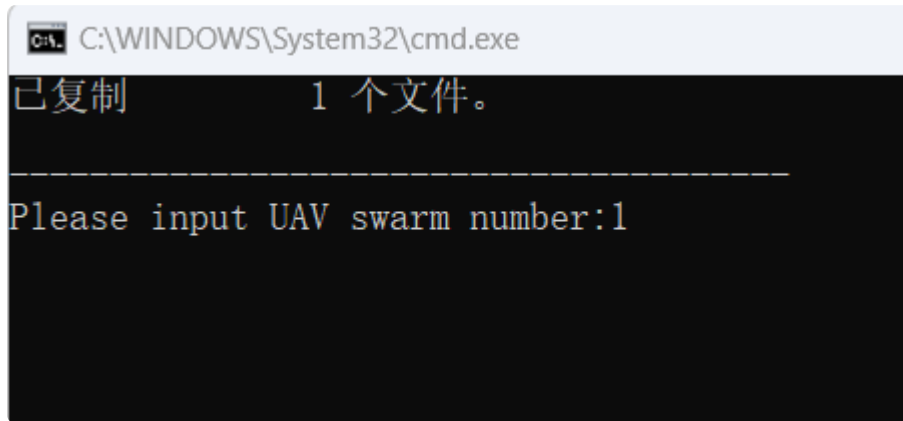 C:\WINDOWS\System32\cmd.exe
已复制         1 个文件。
---------------------------------------
Please input UAV swarm number:1